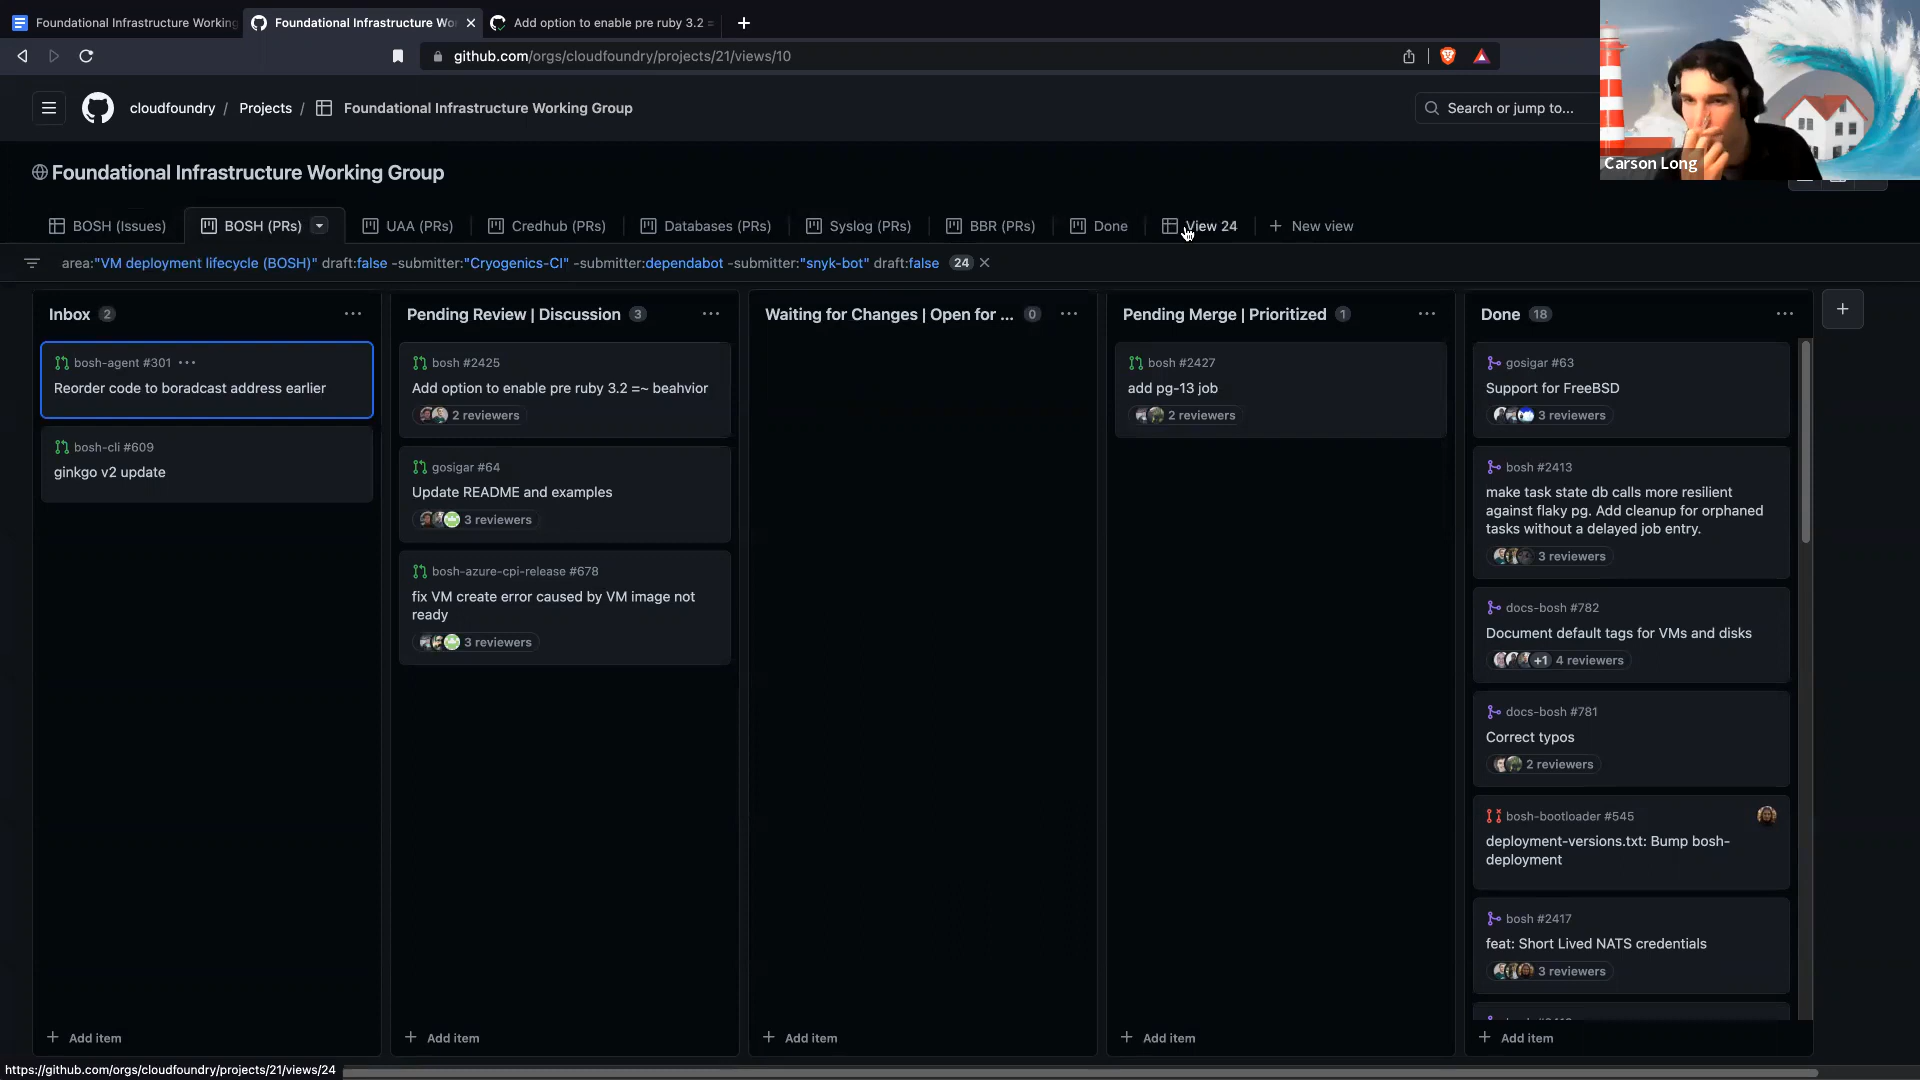 Foundational Infrastructure Working
Foundational Infrastructure Wo
Add option to enable pre ruby 3.2 =
github.com/orgs/cloudfoundry/projects/21/views/10
cloudfoundry / Projects / Foundational Infrastructure Working Group
Search or jump to...
Carson Long
Foundational Infrastructure Working Group
BOSH (Issues)
BOSH (PRs)
UAA (PRs)
Credhub (PRs)
Databases (PRs)
Syslog (PRs)
BBR (PRs)
Done
View 24
New view
area:"VM deployment lifecycle (BOSH)" draft:false -submitter:"Cryogenics-CI" -submitter:dependabot -submitter:"snyk-bot" draft:false 24
Inbox 2
bosh-agent #301
Reorder code to boradcast address earlier
bosh-cli #609
ginkgo v2 update
Add item
Pending Review | Discussion 3
bosh #2425
Add option to enable pre ruby 3.2 =~ beahvior
2 reviewers
gosigar #64
Update README and examples
3 reviewers
bosh-azure-cpi-release #678
fix VM create error caused by VM image not
ready
3 reviewers
Add item
Waiting for Changes | Open for ... 0
Add item
Pending Merge | Prioritized 1
bosh #2427
add pg-13 job
2 reviewers
Add item
Done 18
gosigar #63
Support for FreeBSD
3 reviewers
bosh #2413
make task state db calls more resilient
against flaky pg. Add cleanup for orphaned
tasks without a delayed job entry.
3 reviewers
docs-bosh #782
Document default tags for VMs and disks
+1 4 reviewers
docs-bosh #781
Correct typos
2 reviewers
bosh-bootloader #545
deployment-versions.txt: Bump bosh-
deployment
bosh #2417
feat: Short Lived NATS credentials
3 reviewers
Add item
https://github.com/orgs/cloudfoundry/projects/21/views/24